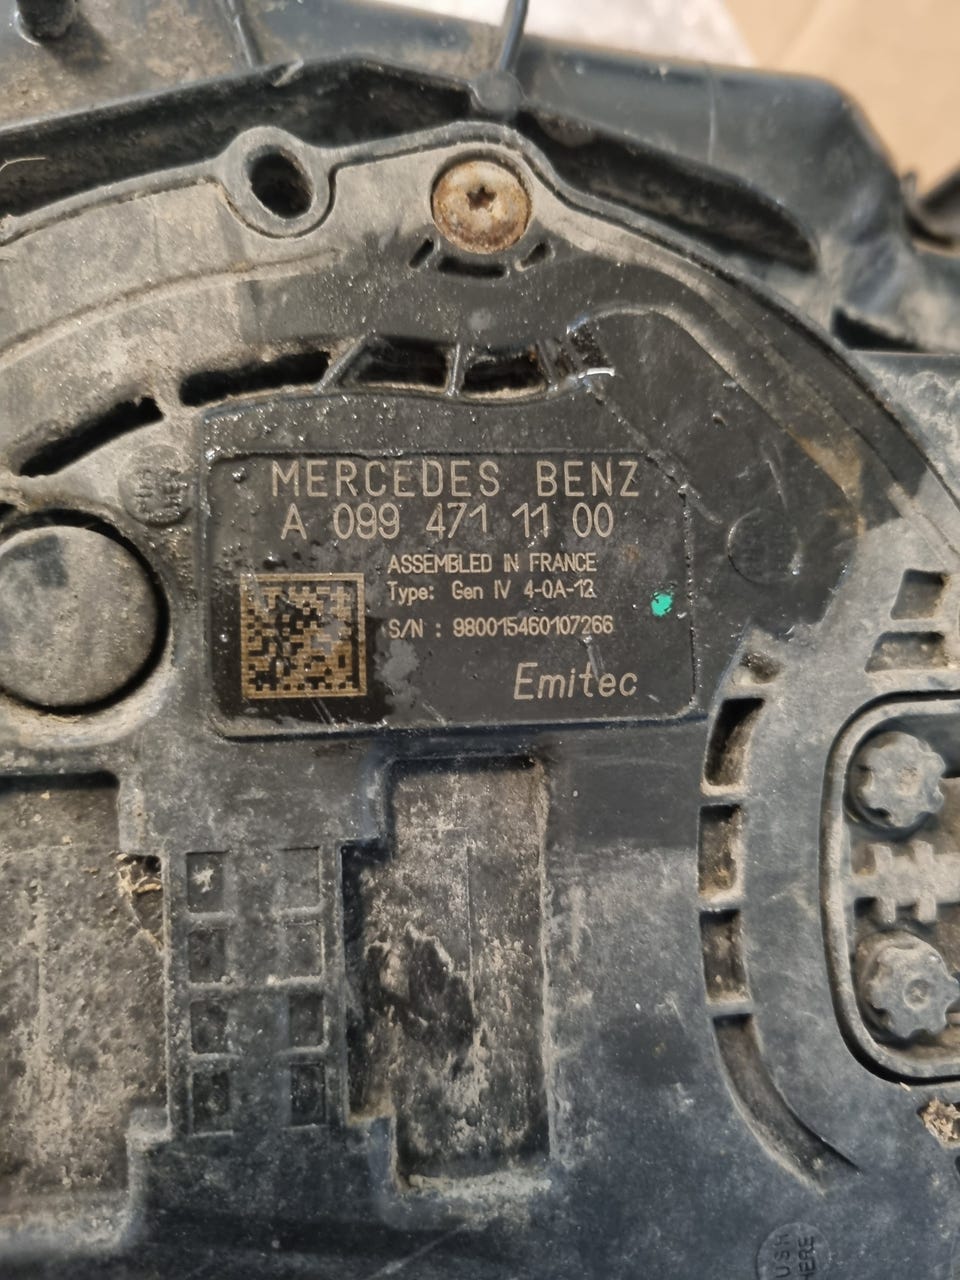 MERCEDES BENZ
A 099 471 11 00
ASSEMBLED IN FRANCE
Type: Gen IV 4-0A-12
S/N : 980015460107266
Emitec